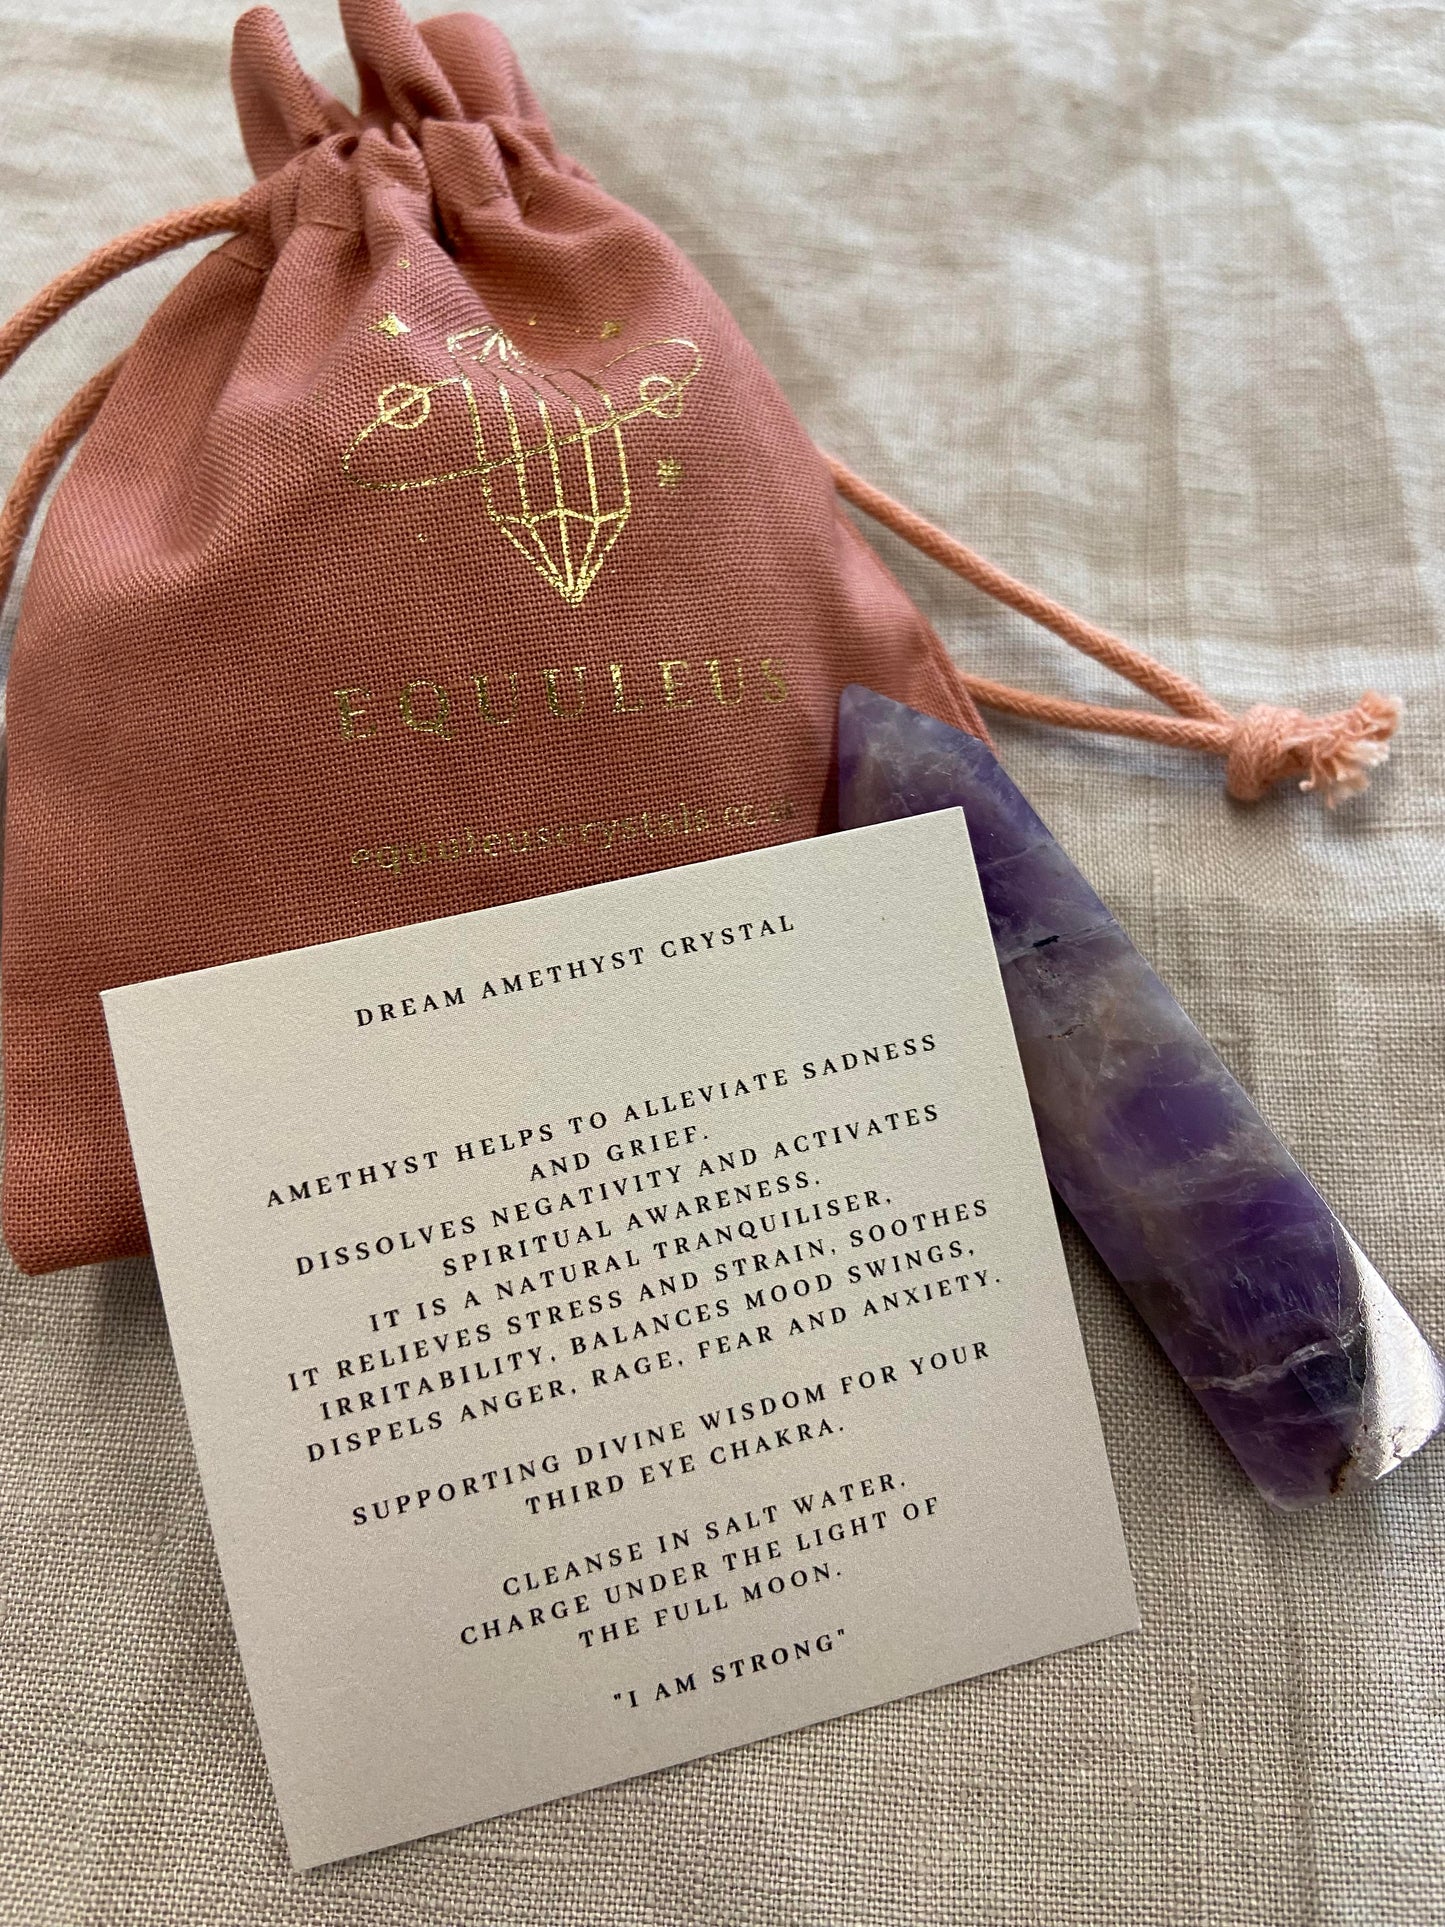 EQUULEUS
DREAM AMETHYST CRYSTAL
AMETHYST HELPS TO ALLEVIATE SADNESS
AND GRIEF.
DISSOLVES NEGATIVITY AND ACTIVATES
SPIRITUAL AWARENESS.
IT IS A NATURAL TRANQUILISER,
IT RELIEVES STRESS AND STRAIN, SOOTHES
IRRITABILITY, BALANCES MOOD SWINGS,
DISPELS ANGER, RAGE, FEAR AND ANXIETY.
SUPPORTING DIVINE WISDOM FOR YOUR
THIRD EYE CHAKRA.
CLEANSE IN SALT WATER.
CHARGE UNDER THE LIGHT OF
THE FULL MOON.
"I AM STRONG"